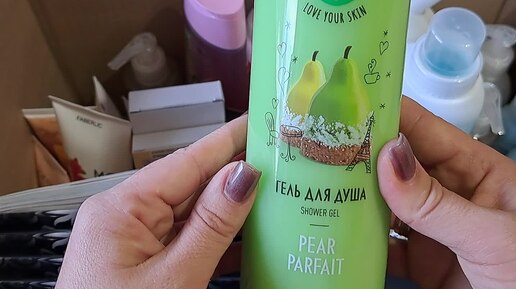 LOVE YOUR SKIN
ГЕЛЬ ДЛЯ ДУША
SHOWER GEL
PEAR
PARFAIT
FABERLIC